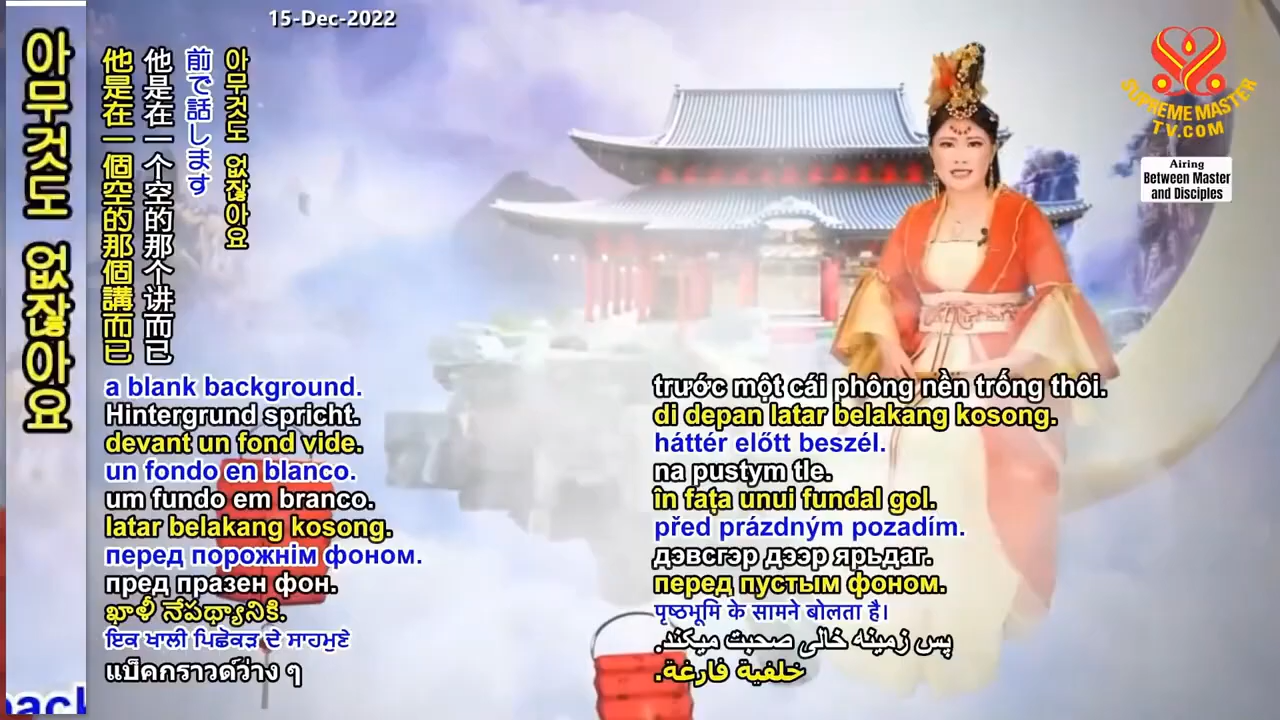 15-Dec-2022
SUPREME MASTER
TV.COM
Airing
Between Master
and Disciples
아무것도 없잖아요
他是在一個空的那個講而已
他是在一个空的那个讲而已
前で話します
아무것도 없잖아요
a blank background.
Hintergrund spricht.
devant un fond vide.
un fondo en blanco.
um fundo em branco.
latar belakang kosong.
перед порожнім фоном.
пред празен фон.
ఖాళీ నేపథ్యానికి.
ਇਕ ਖਾਲੀ ਪਿਛੋਕੜ ਦੇ ਸਾਹਮੁਣੇ
แบ็คกราวด์ว่าง ๆ
trước một cái phông nền trống thôi.
di depan latar belakang kosong.
háttér előtt beszél.
na pustym tle.
în fața unui fundal gol.
před prázdným pozadím.
дэвсгэр дээр ярьдаг.
перед пустым фоном.
पृष्ठभूमि के सामने बोलता है।
پس زمینه خالی صحبت میکند.
خلفية فارغة.
back